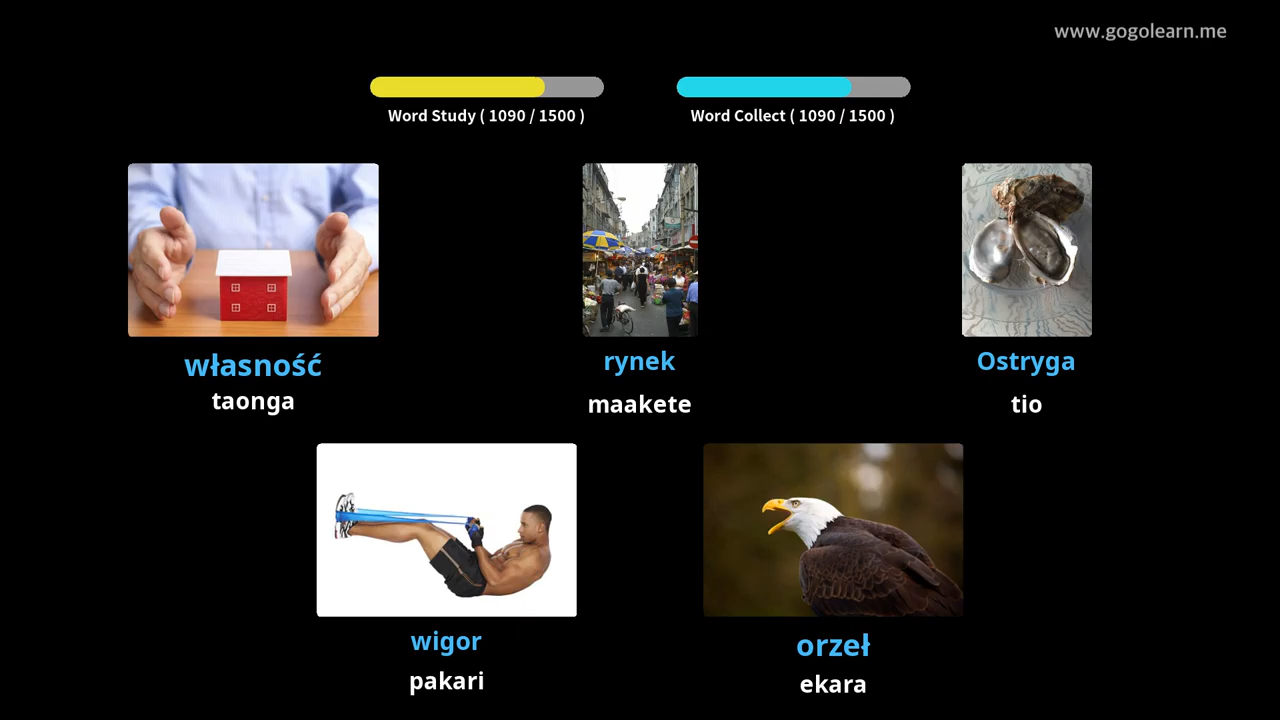 www.gogolearn.me
Word Study ( 1090 / 1500 )
Word Collect ( 1090 / 1500 )
własność
taonga
rynek
maakete
Ostryga
tio
wigor
pakari
orzeł
ekara